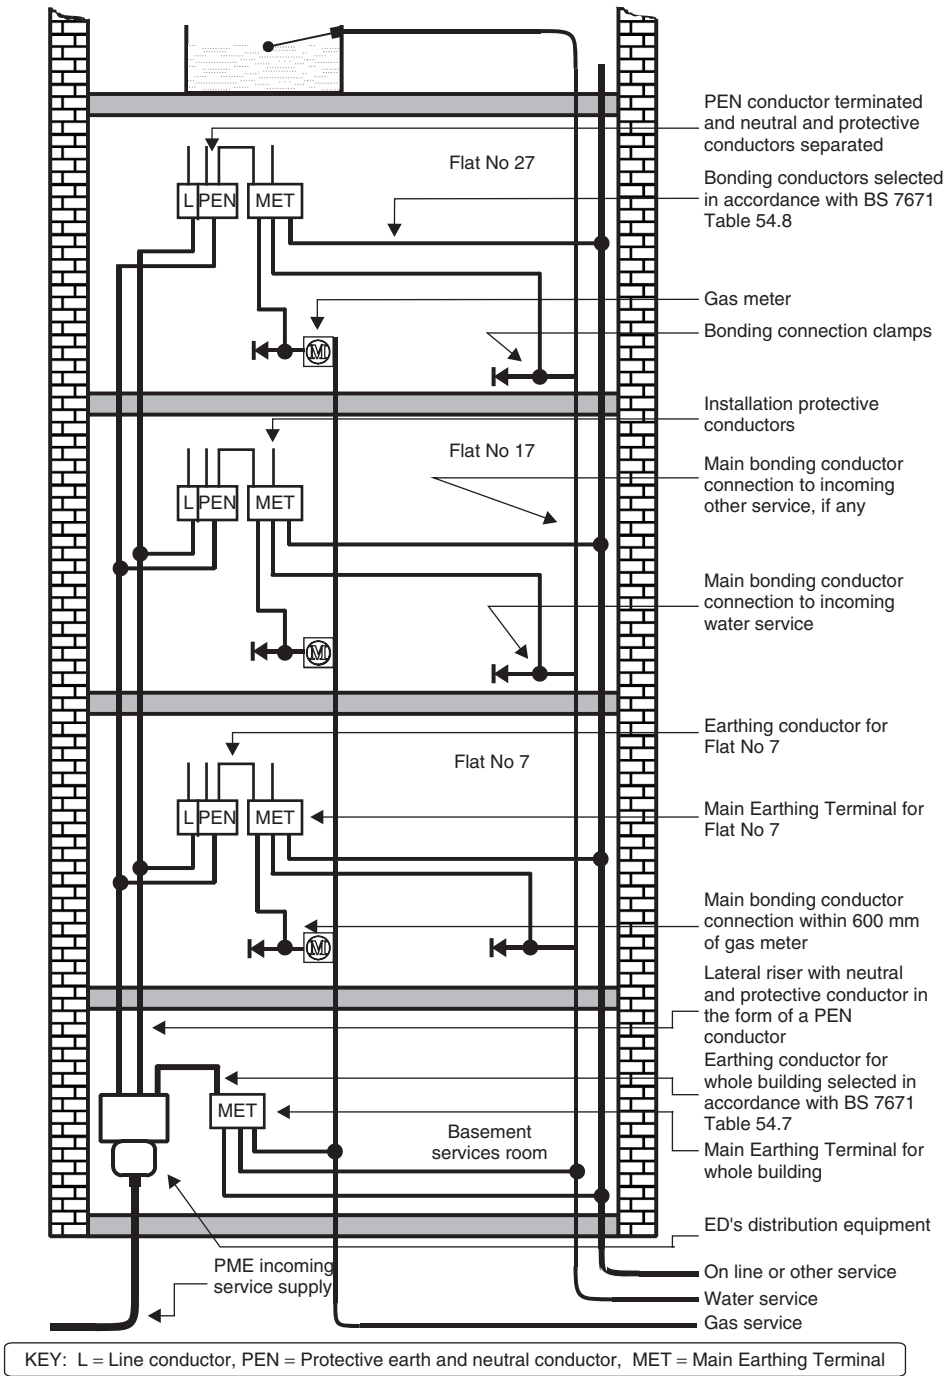 PEN conductor terminated
and neutral and protective
conductors separated
Flat No 27
Bonding conductors selected
in accordance with BS 7671
Table 54.8
L PEN MET
Gas meter
Bonding connection clamps
M
Installation protective
conductors
Flat No 17
Main bonding conductor
connection to incoming
other service, if any
L PEN MET
Main bonding conductor
connection to incoming
water service
M
Earthing conductor for
Flat No 7
Flat No 7
L PEN MET
Main Earthing Terminal for
Flat No 7
Main bonding conductor
connection within 600 mm
of gas meter
M
Lateral riser with neutral
and protective conductor in
the form of a PEN
conductor
Earthing conductor for
whole building selected in
accordance with BS 7671
Table 54.7
MET
Basement
services room
Main Earthing Terminal for
whole building
ED's distribution equipment
PME incoming
service supply
On line or other service
Water service
Gas service
KEY: L = Line conductor, PEN = Protective earth and neutral conductor, MET = Main Earthing Terminal